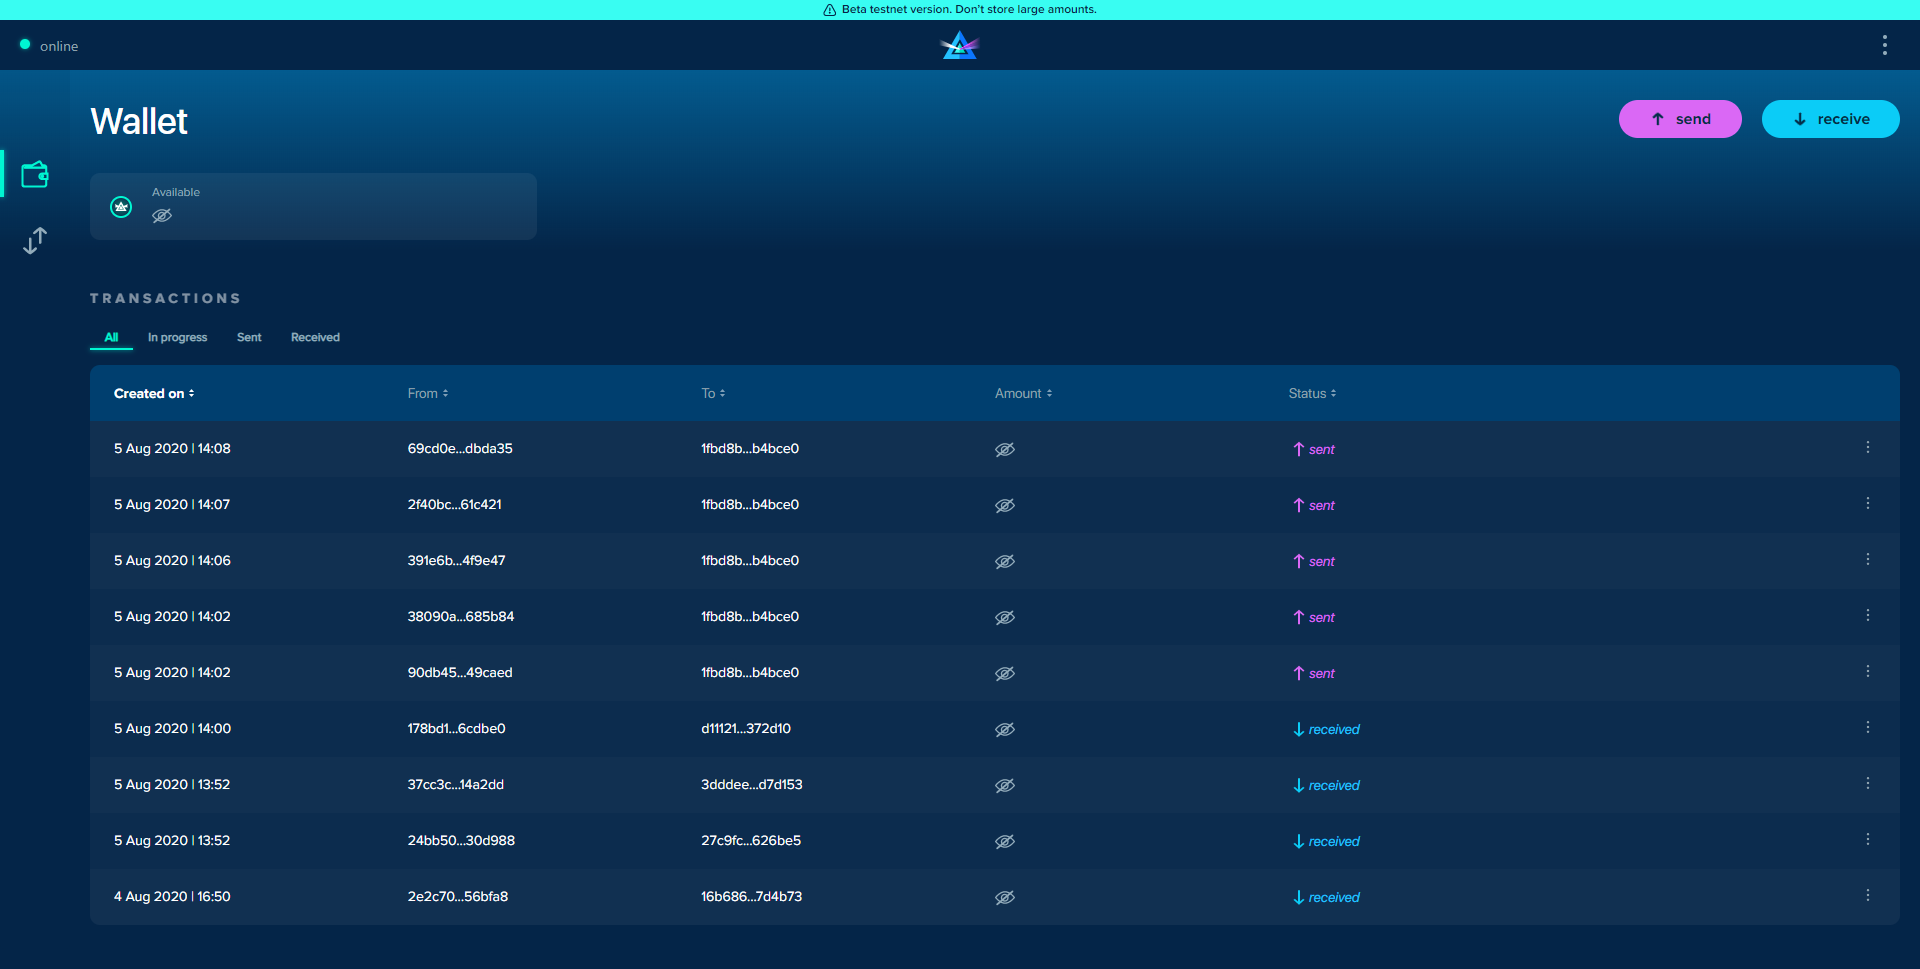 Beta testnet version. Don't store large amounts.
online
Wallet
send
receive
Available
TRANSACTIONS
All In progress Sent Received
Created on From To Amount Status
5 Aug 2020 | 14:08 69cd0e...dbda35 1fbd8b...b4bce0 sent
5 Aug 2020 | 14:07 2f40bc...61c421 1fbd8b...b4bce0 sent
5 Aug 2020 | 14:06 391e6b...4f9e47 1fbd8b...b4bce0 sent
5 Aug 2020 | 14:02 38090a...685b84 1fbd8b...b4bce0 sent
5 Aug 2020 | 14:02 90db45...49caed 1fbd8b...b4bce0 sent
5 Aug 2020 | 14:00 178bd1...6cdbe0 d11121...372d10 received
5 Aug 2020 | 13:52 37cc3c...14a2dd 3dddee...d7d153 received
5 Aug 2020 | 13:52 24bb50...30d988 27c9fc...626be5 received
4 Aug 2020 | 16:50 2e2c70...56bfa8 16b686...7d4b73 received